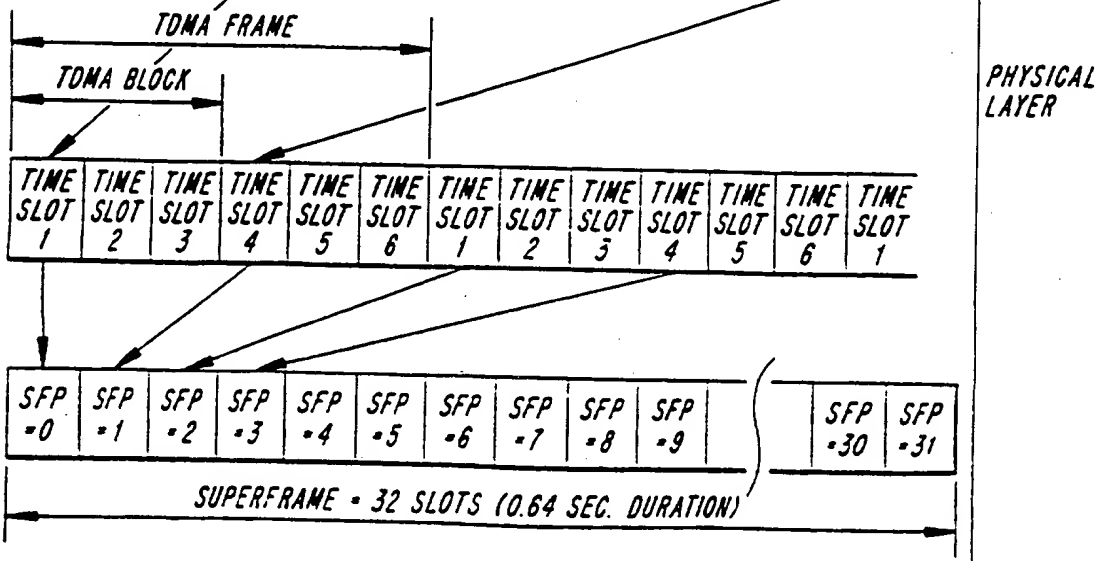 TDMA FRAME
TDMA BLOCK
PHYSICAL
LAYER
TIME SLOT 1 TIME SLOT 2 TIME SLOT 3 TIME SLOT 4 TIME SLOT 5 TIME SLOT 6 TIME SLOT 1 TIME SLOT 2 TIME SLOT 3 TIME SLOT 4 TIME SLOT 5 TIME SLOT 6 TIME SLOT 1
SFP =0 SFP =1 SFP =2 SFP =3 SFP =4 SFP =5 SFP =6 SFP =7 SFP =8 SFP =9 SFP =30 SFP =31
SUPERFRAME = 32 SLOTS (0.64 SEC. DURATION)